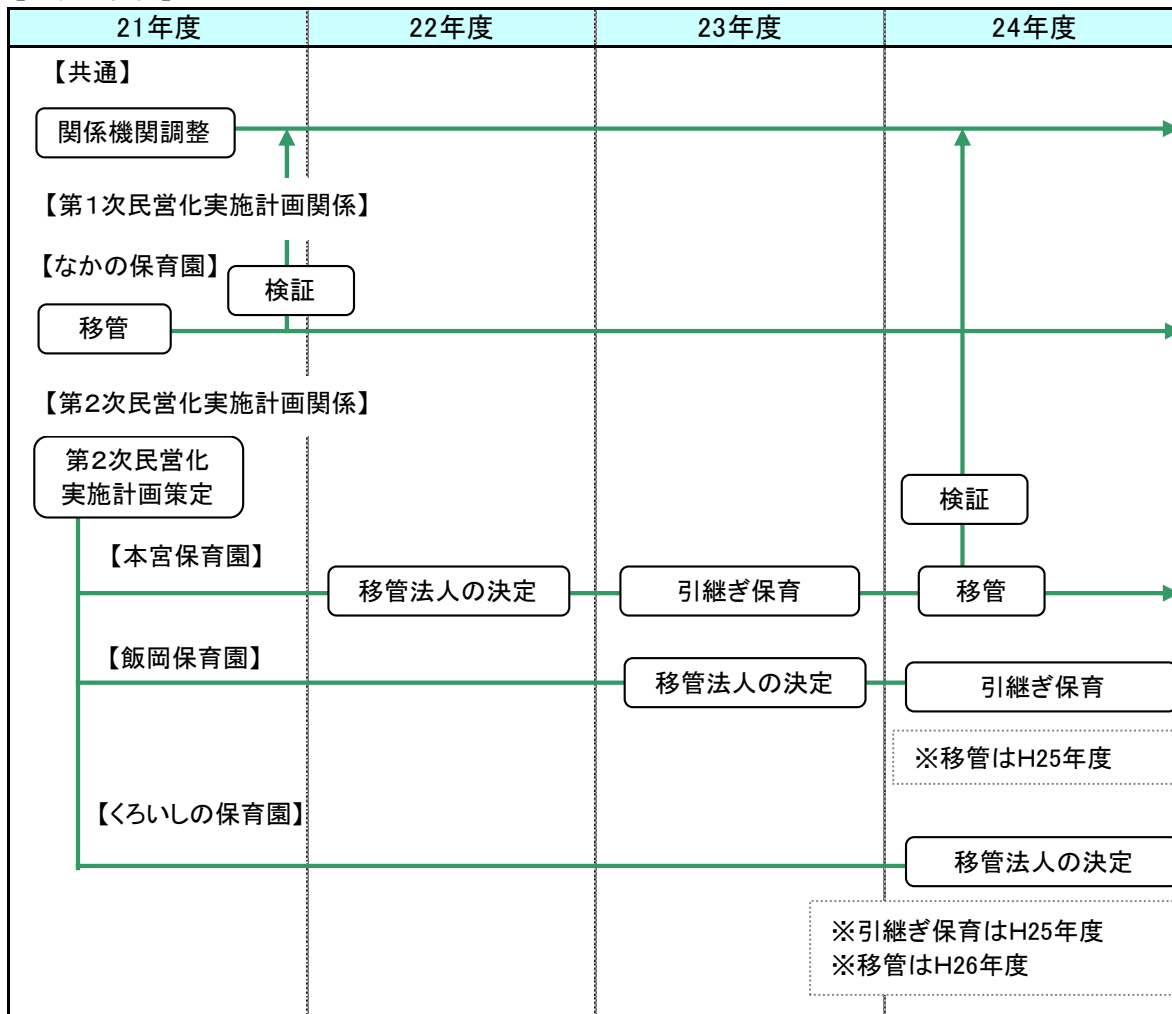 21年度 22年度 23年度 24年度
【共通】
関係機関調整
【第1次民営化実施計画関係】
【なかの保育園】
検証
移管
【第2次民営化実施計画関係】
第2次民営化
実施計画策定
検証
【本宮保育園】
移管法人の決定 引継ぎ保育 移管
【飯岡保育園】
移管法人の決定 引継ぎ保育
※移管はH25年度
【くろいしの保育園】
移管法人の決定
※引継ぎ保育はH25年度
※移管はH26年度